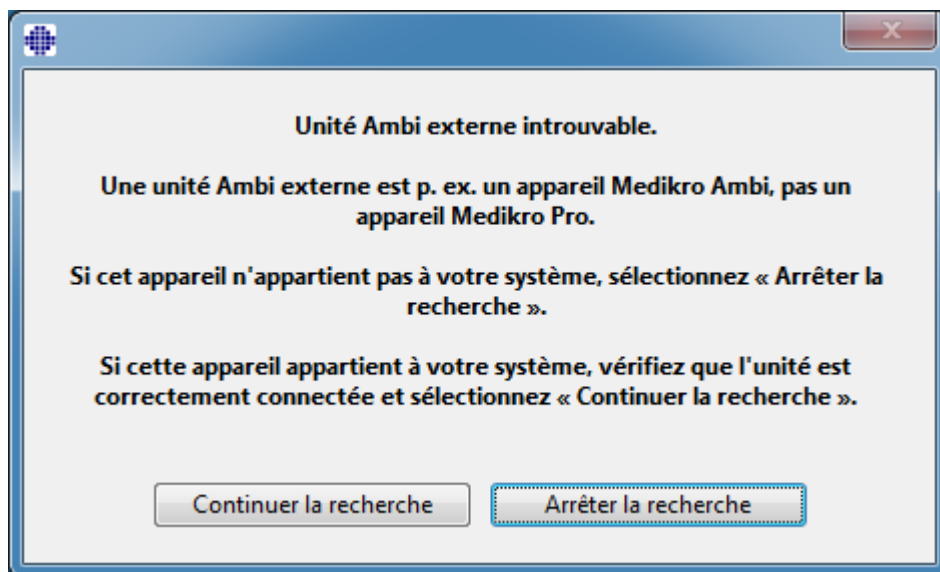 Unité Ambi externe introuvable.
Une unité Ambi externe est p. ex. un appareil Medikro Ambi, pas un
appareil Medikro Pro.
Si cet appareil n'appartient pas à votre système, sélectionnez « Arrêter la
recherche ».
Si cette appareil appartient à votre système, vérifiez que l'unité est
correctement connectée et sélectionnez « Continuer la recherche ».
Continuer la recherche
Arrêter la recherche